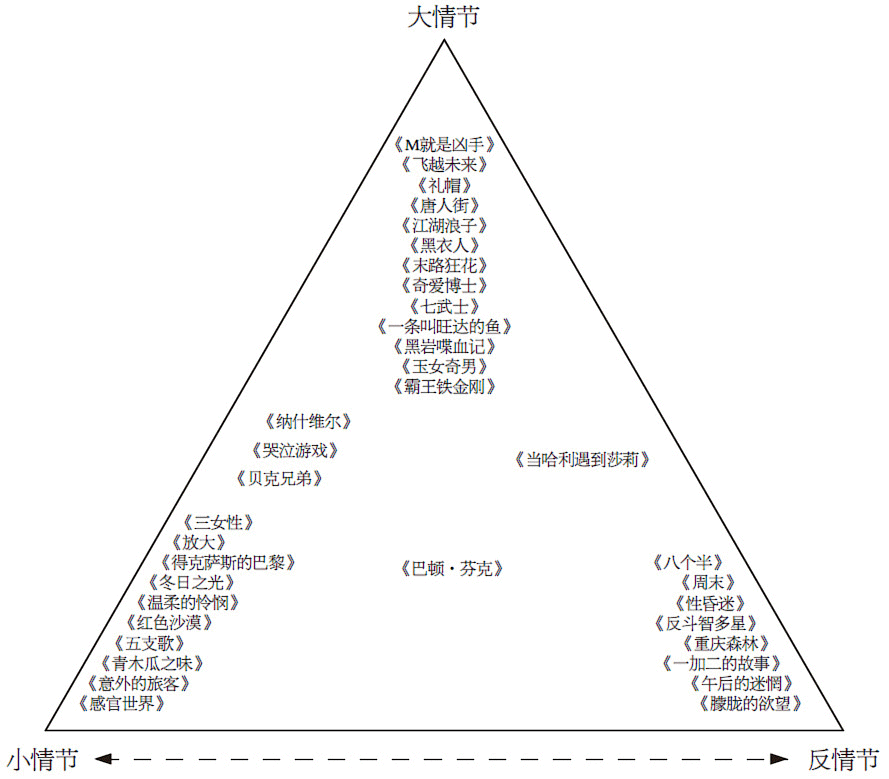 大情节
《M就是凶手》
《飞越未来》
《礼帽》
《唐人街》
《江湖浪子》
《黑衣人》
《末路狂花》
《奇爱博士》
《七武士》
《一条叫旺达的鱼》
《黑岩喋血记》
《玉女奇男》
《霸王铁金刚》
《纳什维尔》
《哭泣游戏》
《贝克兄弟》
《当哈利遇到莎莉》
《三女性》
《放大》
《得克萨斯的巴黎》
《冬日之光》
《温柔的怜悯》
《红色沙漠》
《五支歌》
《青木瓜之味》
《意外的旅客》
《感官世界》
《巴顿·芬克》
《八个半》
《周末》
《性昏迷》
《反斗智多星》
《重庆森林》
《一加二的故事》
《午后的迷惘》
《朦胧的欲望》
小情节
反情节